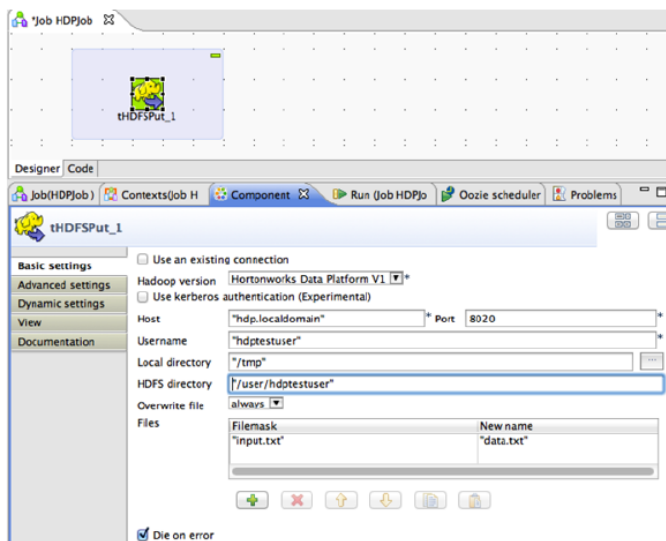 *Job HDPJob
tHDFSPut_1
Designer Code
Job(HDPJob) Contexts(Job H Component Run (Job HDPJo Oozie scheduler Problems
tHDFSPut_1
Basic settings
Advanced settings
Dynamic settings
View
Documentation
Use an existing connection
Hadoop version Hortonworks Data Platform V1 *
Use kerberos authentication (Experimental)
Host "hdp.localdomain" * Port 8020 *
Username "hdptestuser" *
Local directory "/tmp" ...
HDFS directory "/user/hdptestuser"
Overwrite file always
Files Filemask New name
"input.txt" "data.txt"
Die on error